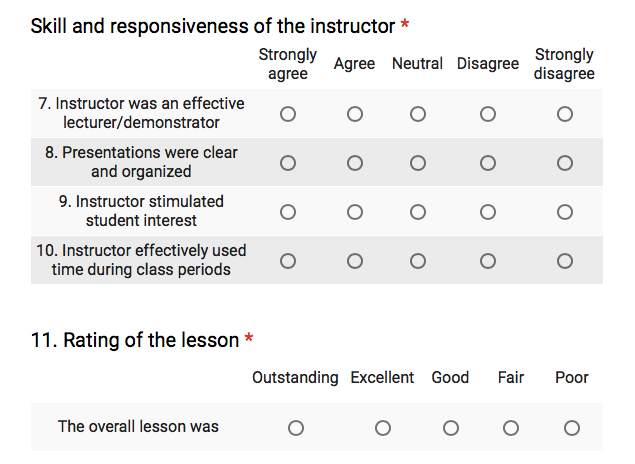 Skill and responsiveness of the instructor *
Strongly agree Agree Neutral Disagree Strongly disagree
7. Instructor was an effective
lecturer/demonstrator
8. Presentations were clear
and organized
9. Instructor stimulated
student interest
10. Instructor effectively used
time during class periods
11. Rating of the lesson *
Outstanding Excellent Good Fair Poor
The overall lesson was